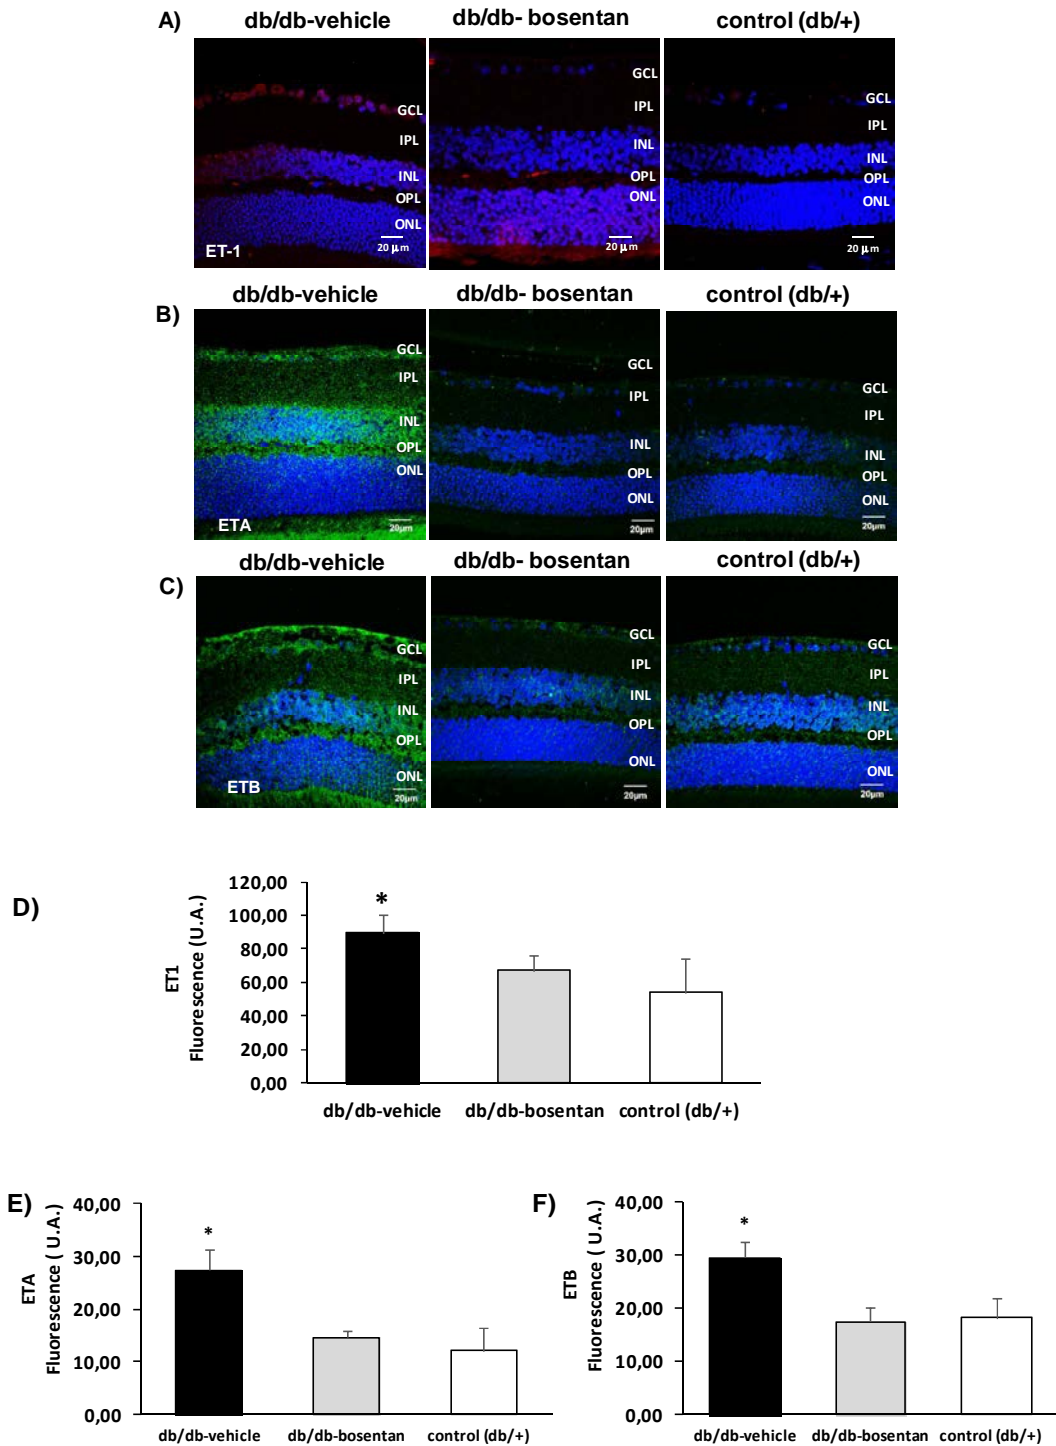 A) db/db-vehicle db/db- bosentan control (db/+)
GCL
IPL
INL
OPL
ONL
20 µm
ET-1
GCL
IPL
INL
OPL
ONL
20 µm
GCL
IPL
INL
OPL
ONL
20 µm
B) db/db-vehicle db/db- bosentan control (db/+)
GCL
IPL
INL
OPL
ONL
20µm
ETA
GCL
IPL
INL
OPL
ONL
20µm
GCL
IPL
INL
OPL
ONL
20µm
C) db/db-vehicle db/db- bosentan control (db/+)
GCL
IPL
INL
OPL
ONL
20µm
ETB
GCL
IPL
INL
OPL
ONL
20µm
GCL
IPL
INL
OPL
ONL
20µm
D)
ET1
Fluorescence (U.A.)
120,00
100,00
80,00
60,00
40,00
20,00
0,00
*
db/db-vehicle db/db-bosentan control (db/+)
E)
ETA
Fluorescence ( U.A.)
40,00
30,00
20,00
10,00
0,00
*
db/db-vehicle db/db-bosentan control (db/+)
F)
ETB
Fluorescence ( U.A.)
40,00
30,00
20,00
10,00
0,00
*
db/db-vehicle db/db-bosentan control (db/+)